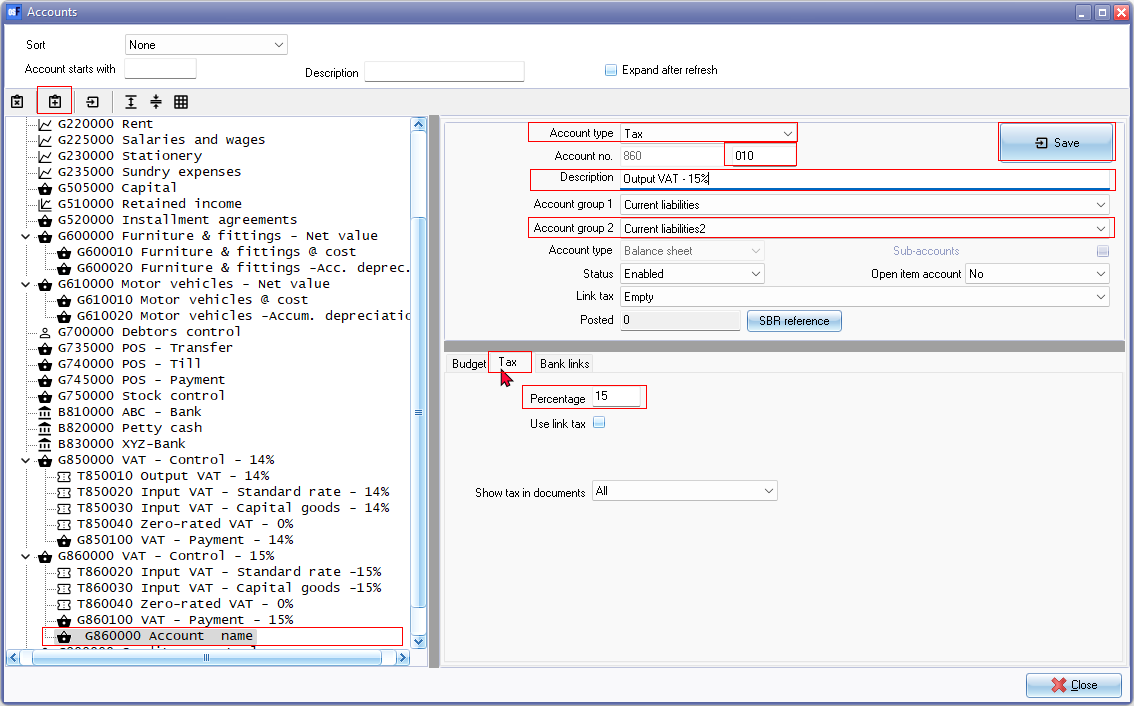 Accounts
Sort None
Account starts with
Description
Expand after refresh
G220000 Rent
G225000 Salaries and wages
G230000 Stationery
G235000 Sundry expenses
G505000 Capital
G510000 Retained income
G520000 Installment agreements
G600000 Furniture & fittings - Net value
G600010 Furniture & fittings @ cost
G600020 Furniture & fittings -Acc. deprec.
G610000 Motor vehicles - Net value
G610010 Motor vehicles @ cost
G610020 Motor vehicles -Accum. depreciatio
G700000 Debtors control
G735000 POS - Transfer
G740000 POS - Till
G745000 POS - Payment
G750000 Stock control
B810000 ABC - Bank
B820000 Petty cash
B830000 XYZ-Bank
G850000 VAT - Control - 14%
T850010 Output VAT - 14%
T850020 Input VAT - Standard rate - 14%
T850030 Input VAT - Capital goods - 14%
T850040 Zero-rated VAT - 0%
G850100 VAT - Payment - 14%
G860000 VAT - Control - 15%
T860020 Input VAT - Standard rate -15%
T860030 Input VAT - Capital goods -15%
T860040 Zero-rated VAT - 0%
G860100 VAT - Payment - 15%
G860000 Account name
Account type Tax
Account no. 860 010
Save
Description Output VAT - 15%
Account group 1 Current liabilities
Account group 2 Current liabilities2
Account type Balance sheet Sub-accounts
Status Enabled Open item account No
Link tax Empty
Posted 0 SBR reference
Budget Tax Bank links
Percentage 15
Use link tax
Show tax in documents All
Close